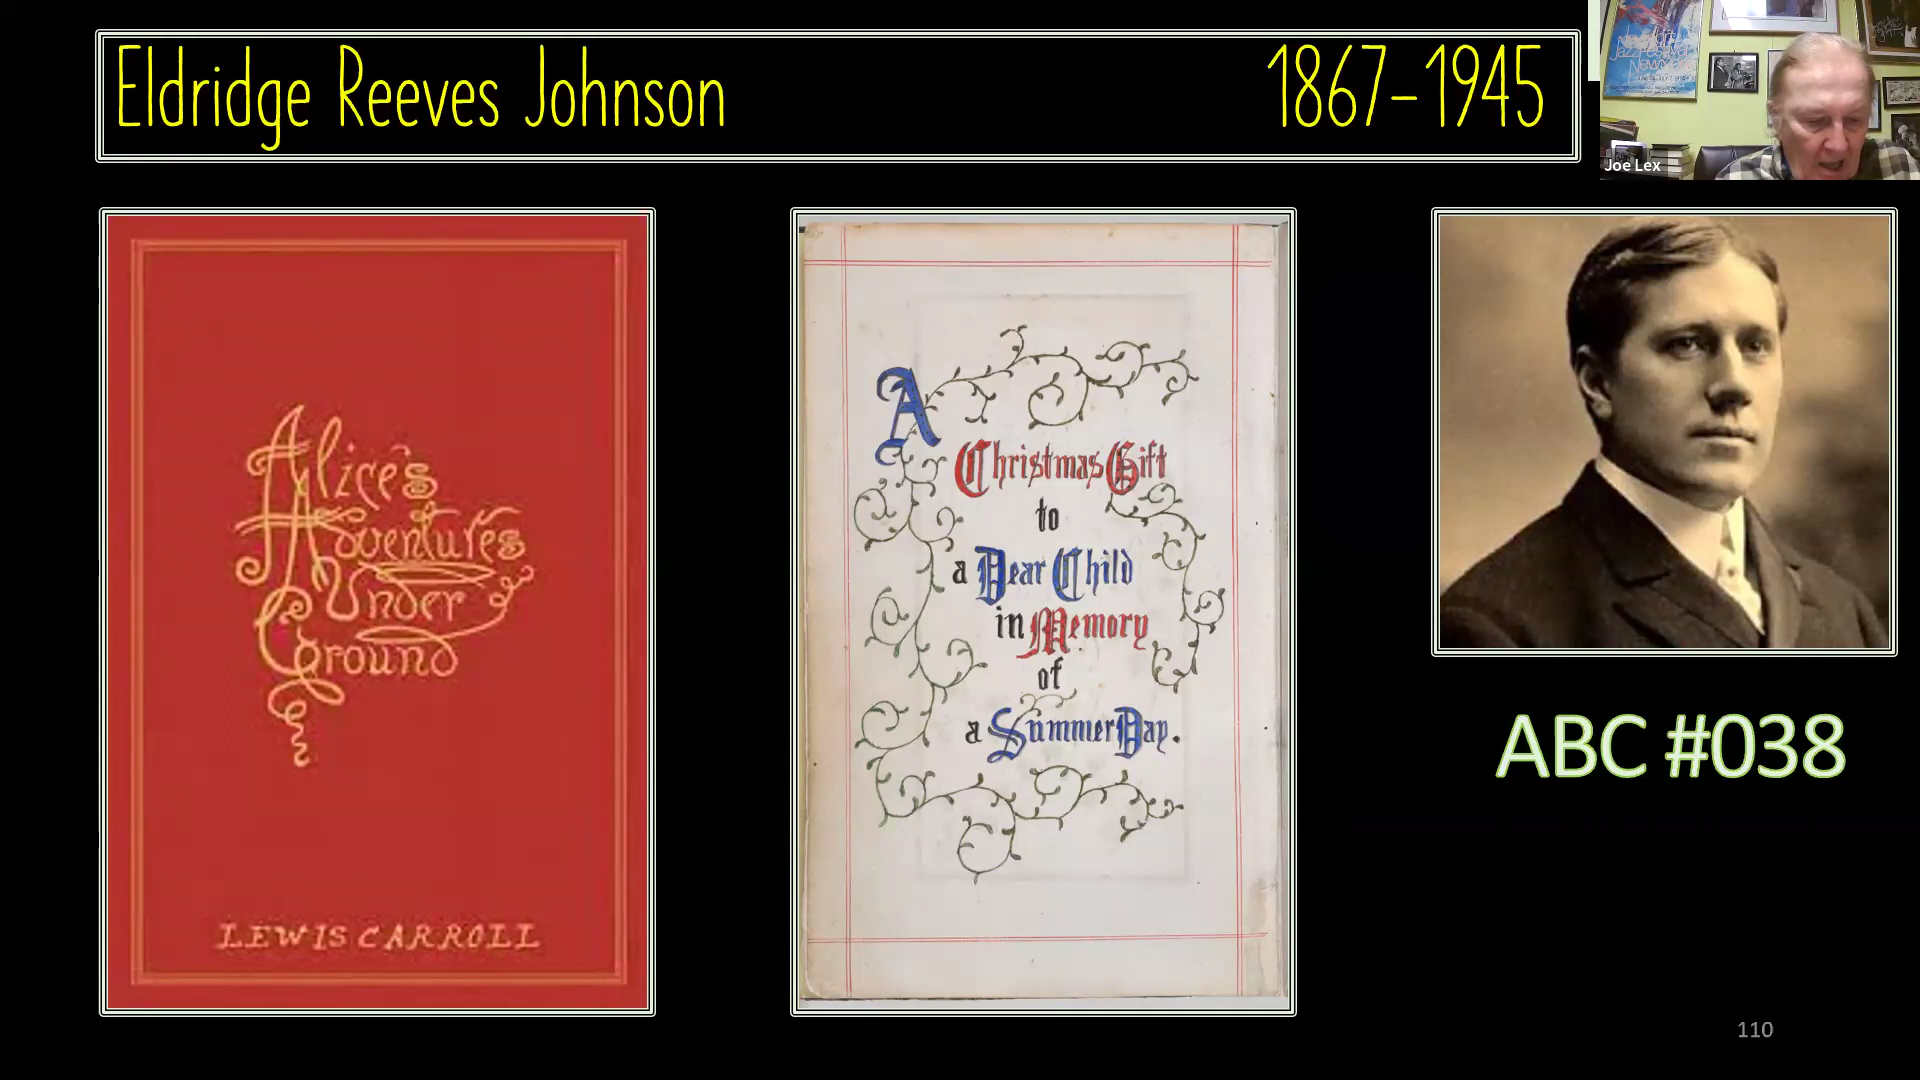 Eldridge Reeves Johnson 1867-1945
Joe Lex
Alice's
Adventures
Under
Ground
LEWIS CARROLL
A
Christmas Gift
to
a Dear Child
in Memory
of
a Summer Day.
ABC #038
110